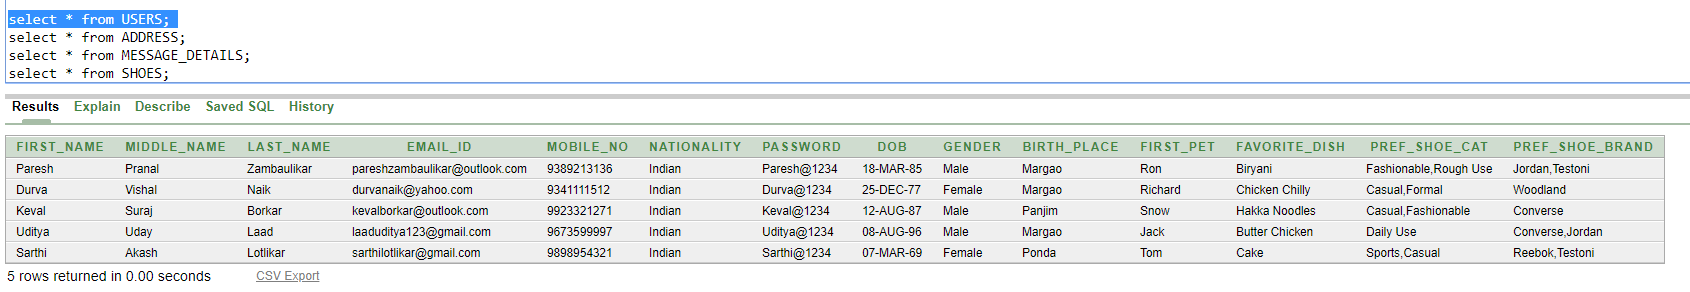 select * from USERS;
select * from ADDRESS;
select * from MESSAGE_DETAILS;
select * from SHOES;
Results Explain Describe Saved SQL History
FIRST_NAME MIDDLE_NAME LAST_NAME EMAIL_ID MOBILE_NO NATIONALITY PASSWORD DOB GENDER BIRTH_PLACE FIRST_PET FAVORITE_DISH PREF_SHOE_CAT PREF_SHOE_BRAND
Paresh Pranal Zambaulikar pareshzambaulikar@outlook.com 9389213136 Indian Paresh@1234 18-MAR-85 Male Margao Ron Biryani Fashionable,Rough Use Jordan,Testoni
Durva Vishal Naik durvanaik@yahoo.com 9341111512 Indian Durva@1234 25-DEC-77 Female Margao Richard Chicken Chilly Casual,Formal Woodland
Keval Suraj Borkar kevalborkar@outlook.com 9923321271 Indian Keval@1234 12-AUG-87 Male Panjim Snow Hakka Noodles Casual,Fashionable Converse
Uditya Uday Laad laaduditya123@gmail.com 9673599997 Indian Uditya@1234 08-AUG-96 Male Margao Jack Butter Chicken Daily Use Converse,Jordan
Sarthi Akash Lotlikar sarthilotlikar@gmail.com 9898954321 Indian Sarthi@1234 07-MAR-69 Female Ponda Tom Cake Sports,Casual Reebok,Testoni
5 rows returned in 0.00 seconds CSV Export